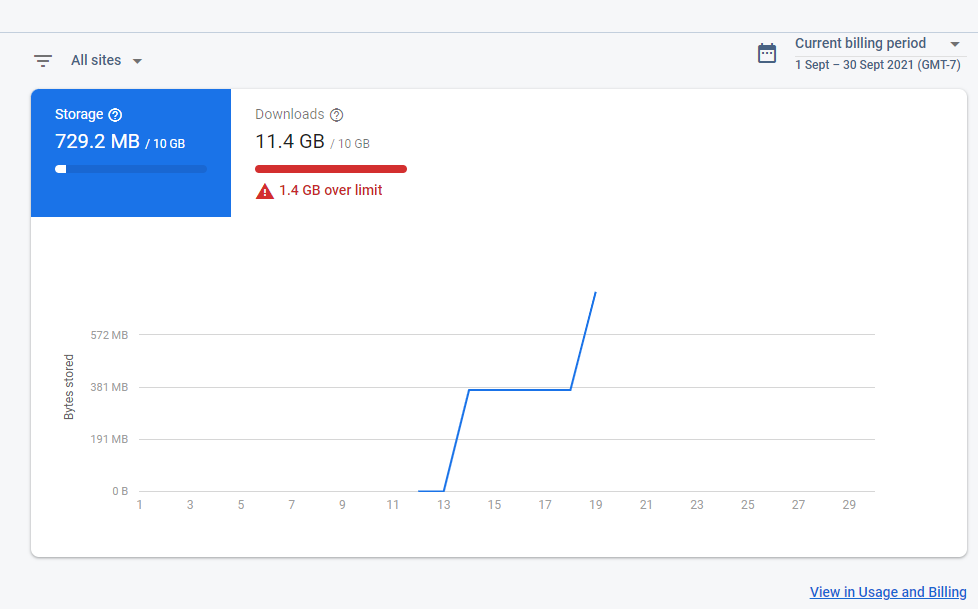 All sites
Current billing period
1 Sept – 30 Sept 2021 (GMT-7)
Storage
729.2 MB / 10 GB
Downloads
11.4 GB / 10 GB
1.4 GB over limit
Bytes stored
572 MB
381 MB
191 MB
0 B
1 3 5 7 9 11 13 15 17 19 21 23 25 27 29
View in Usage and Billing